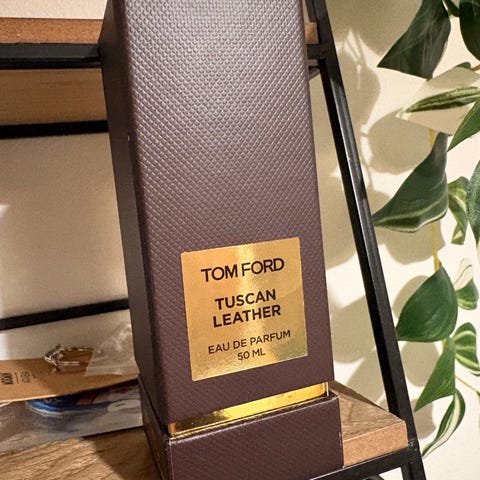 TOM FORD
TUSCAN
LEATHER
EAU DE PARFUM
50 ML